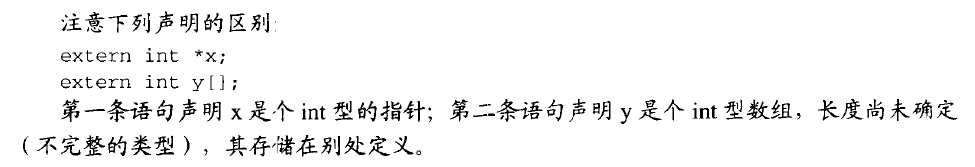 注意下列声明的区别:
extern int *x;
extern int y[];
第一条语句声明 x 是个 int 型的指针；第二条语句声明 y 是个 int 型数组，长度尚未确定
（不完整的类型），其存储在别处定义。